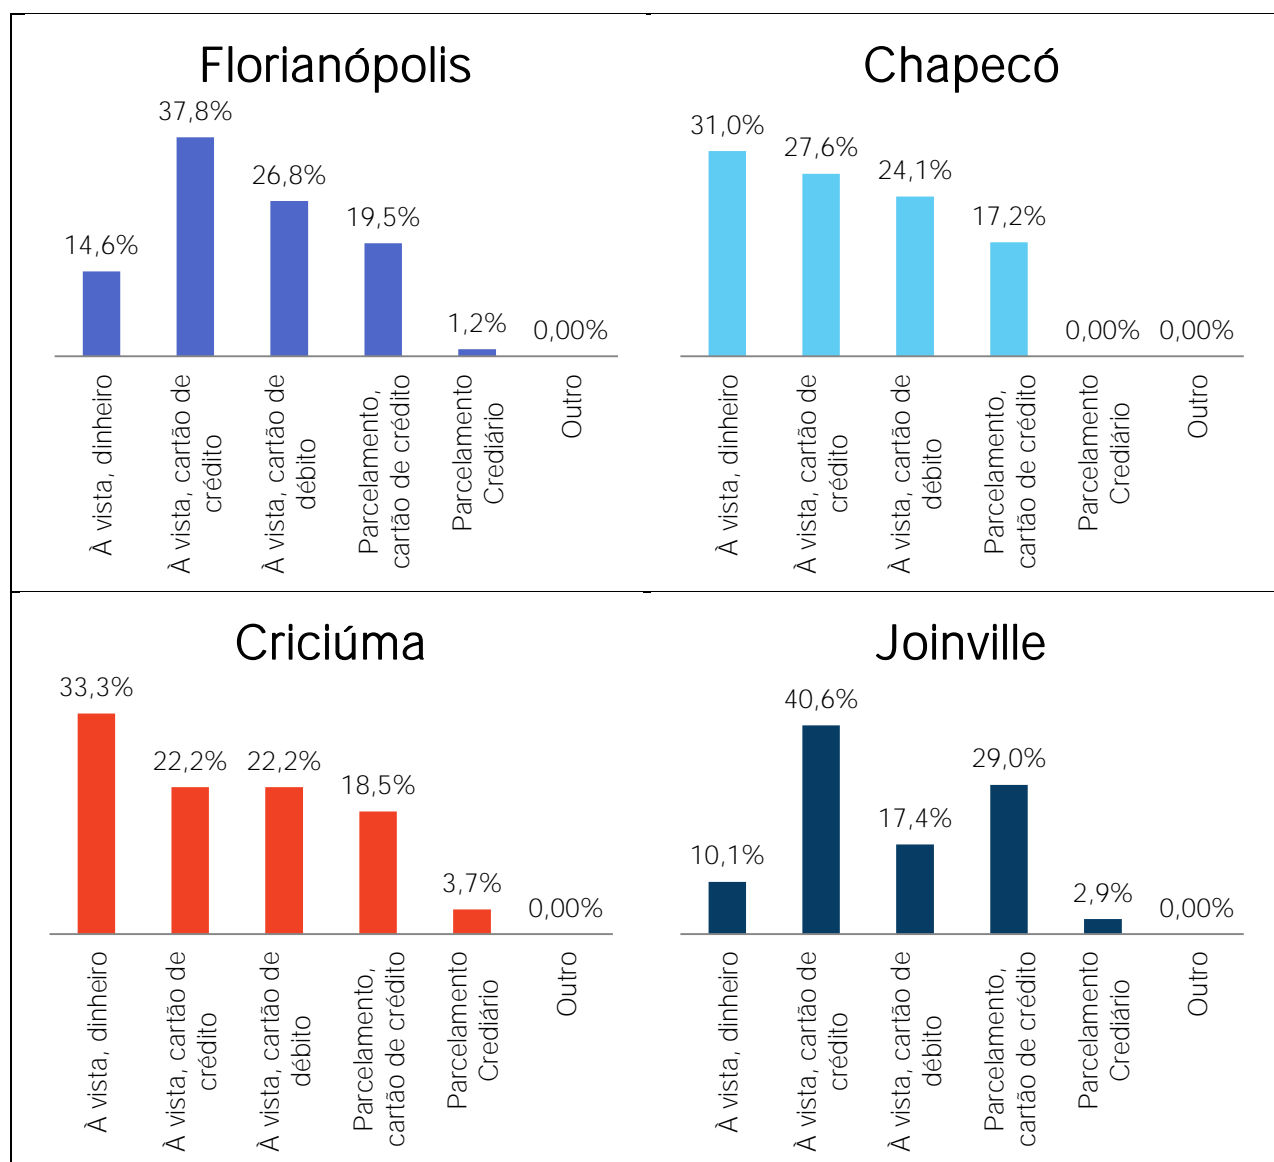 Florianópolis
37,8%
26,8%
19,5%
14,6%
1,2%
0,00%
À vista, dinheiro
À vista, cartão de
crédito
À vista, cartão de
débito
Parcelamento,
cartão de crédito
Parcelamento
Crediário
Outro
Chapecó
31,0%
27,6%
24,1%
17,2%
0,00%
0,00%
À vista, dinheiro
À vista, cartão de
crédito
À vista, cartão de
débito
Parcelamento,
cartão de crédito
Parcelamento
Crediário
Outro
Criciúma
33,3%
22,2%
22,2%
18,5%
3,7%
0,00%
À vista, dinheiro
À vista, cartão de
crédito
À vista, cartão de
débito
Parcelamento,
cartão de crédito
Parcelamento
Crediário
Outro
Joinville
40,6%
29,0%
17,4%
10,1%
2,9%
0,00%
À vista, dinheiro
À vista, cartão de
crédito
À vista, cartão de
débito
Parcelamento,
cartão de crédito
Parcelamento
Crediário
Outro